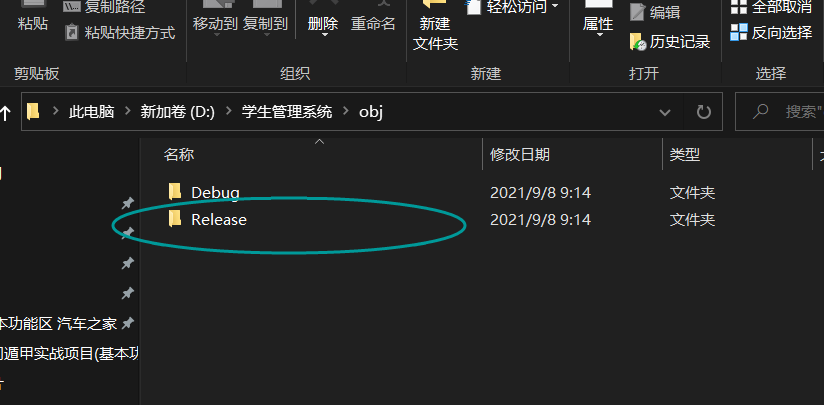 复制路径
轻松访问
编辑
全部取消
粘贴
粘贴快捷方式
移动到
复制到
删除
重命名
新建
文件夹
属性
历史记录
反向选择
剪贴板
组织
新建
打开
选择
此电脑 新加卷 (D:) 学生管理系统 obj
搜索"
名称 修改日期 类型
Debug 2021/9/8 9:14 文件夹
Release 2021/9/8 9:14 文件夹
本功能区 汽车之家
遁甲实战项目(基本功